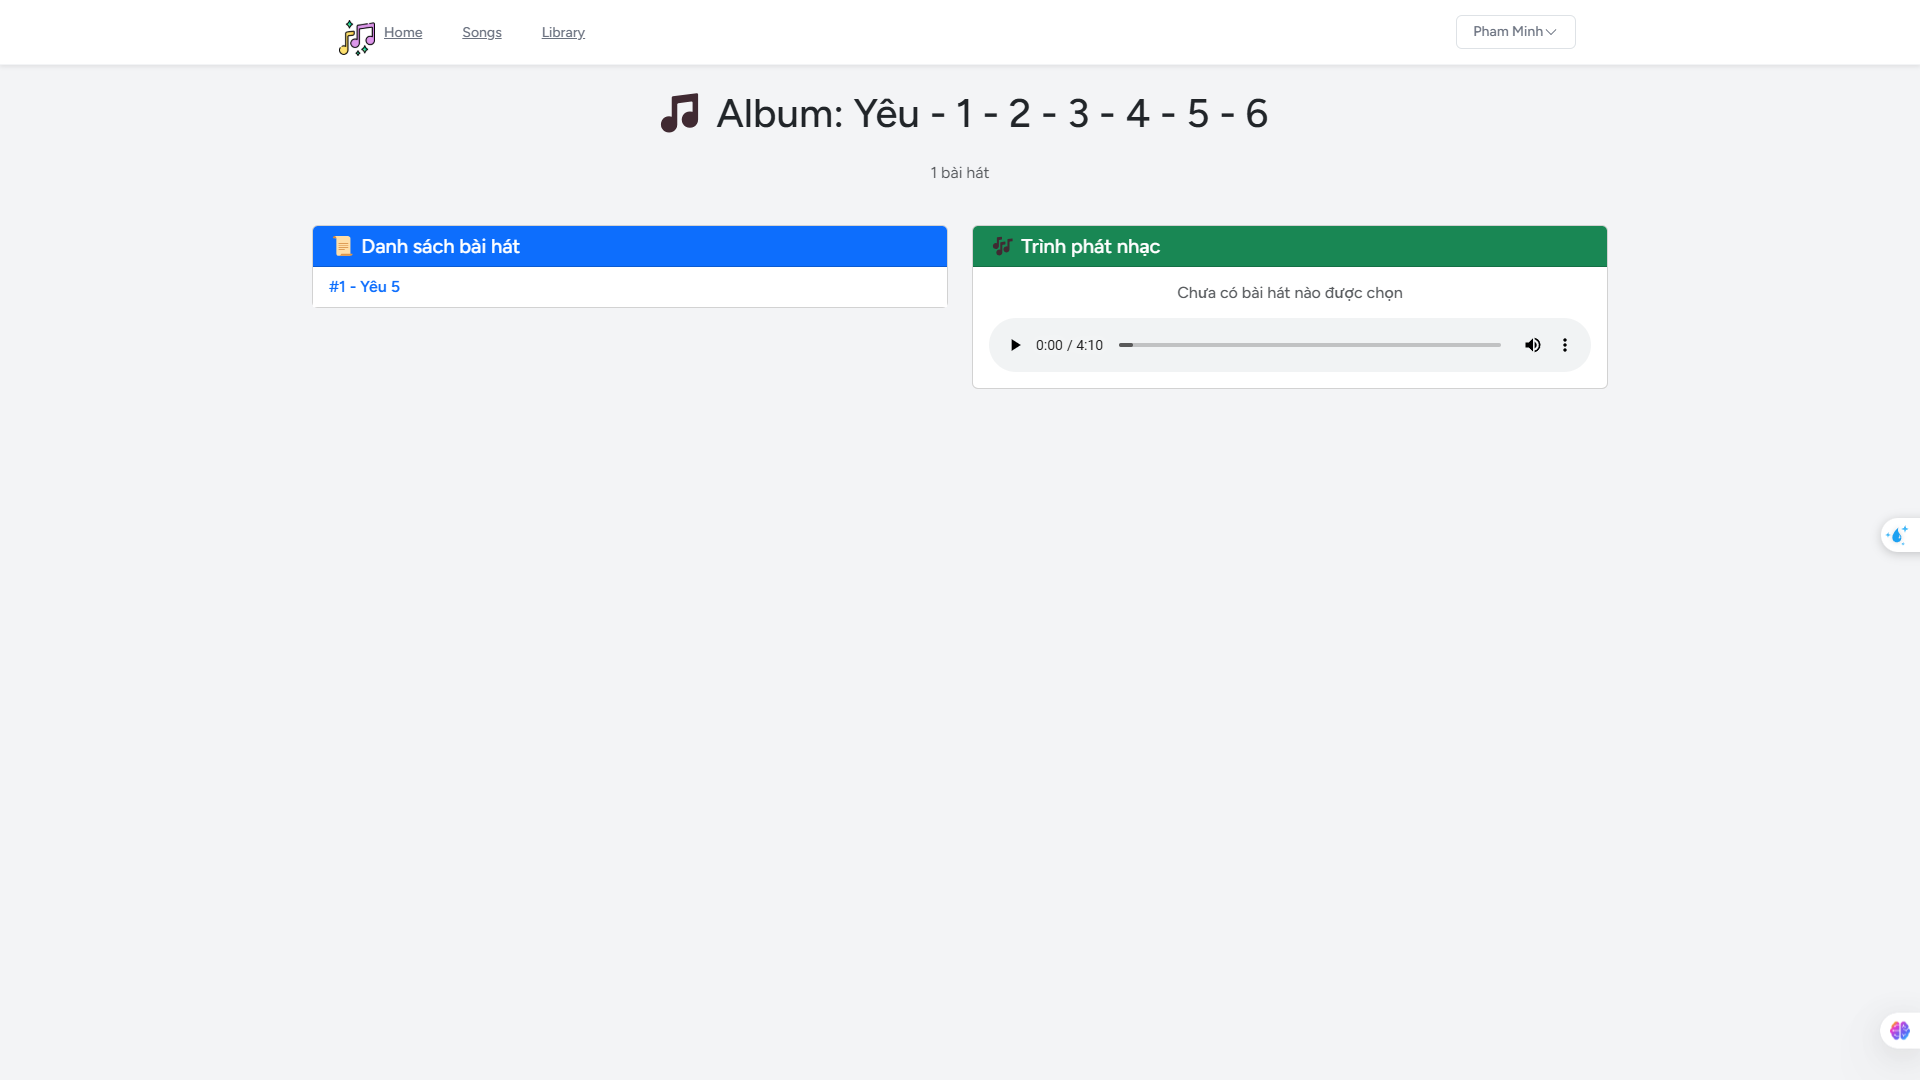 Home Songs Library Pham Minh
Album: Yêu - 1 - 2 - 3 - 4 - 5 - 6
1 bài hát
Danh sách bài hát
#1 - Yêu 5
Trình phát nhạc
Chưa có bài hát nào được chọn
0:00 / 4:10